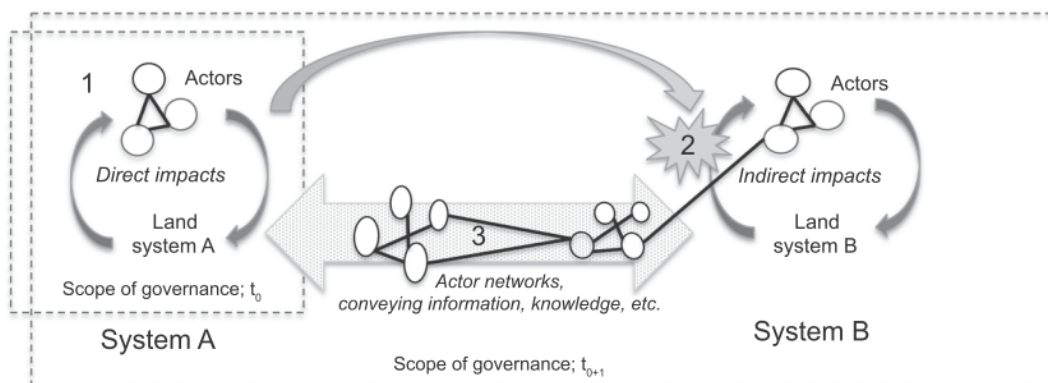 1
Actors
Direct impacts
Land
system A
Scope of governance; t0
System A
2
Actors
Indirect impacts
Land
system B
System B
3
Actor networks,
conveying information, knowledge, etc.
Scope of governance; t0+1